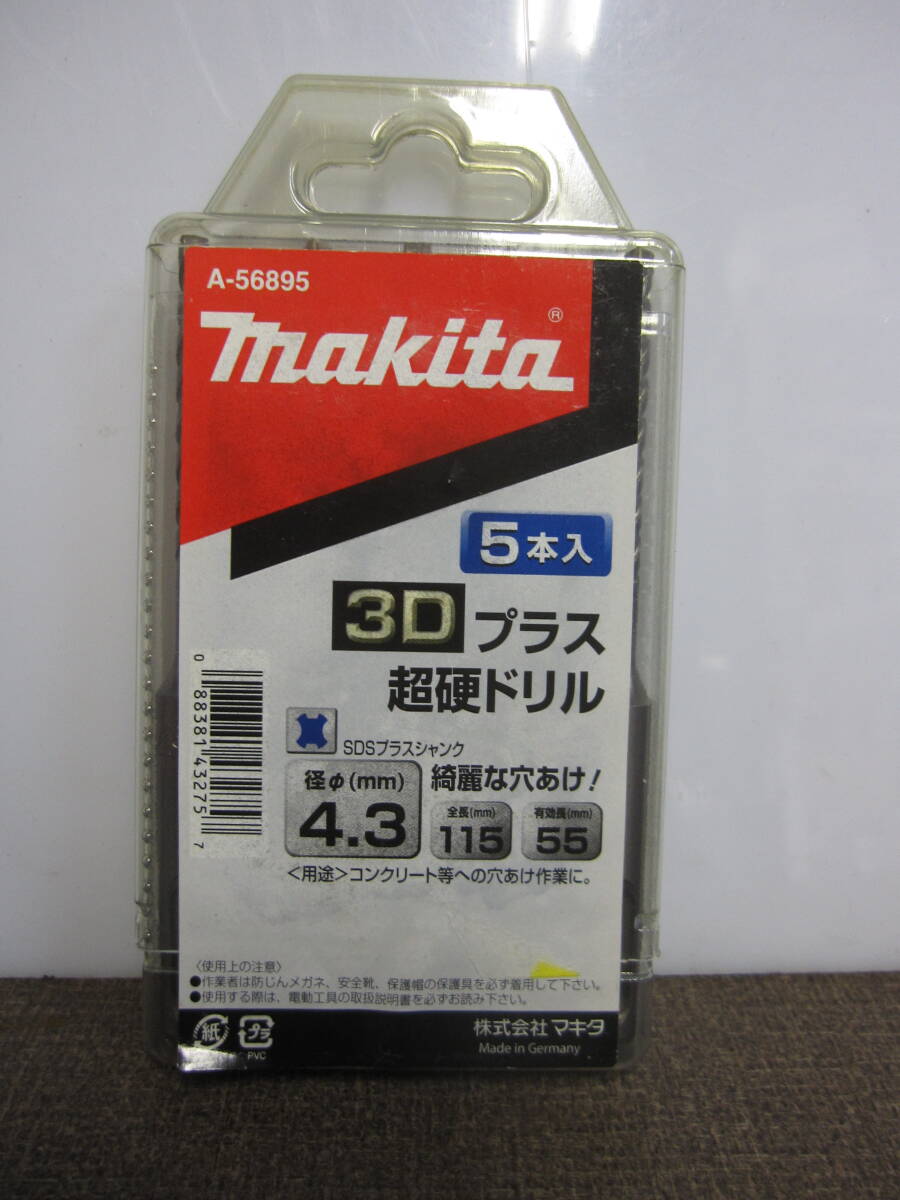 A-56895
makita®
5本入
3D プラス
超硬ドリル
SDSプラスシャンク
綺麗な穴あけ!
径φ(mm)
4.3
全長(mm)
115
有効長(mm)
55
<用途>コンクリート等への穴あけ作業に。
0 88381 43275 7
〈使用上の注意〉
●作業者は防じんメガネ、安全靴、保護帽の保護具を必ず着用して下さい。
●使用する際は、電動工具の取扱説明書を必ずお読み下さい。
紙
プラ
PVC
株式会社 マキタ
Made in Germany